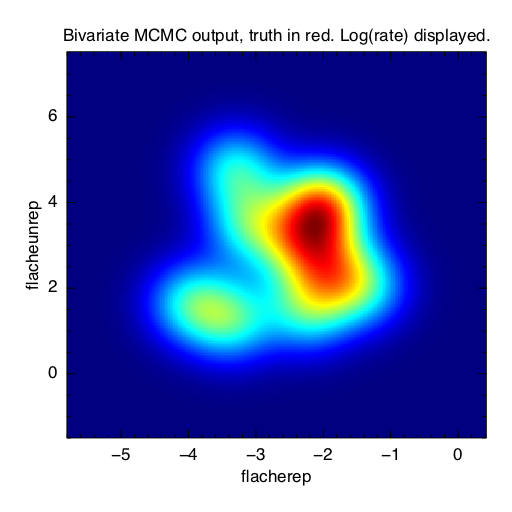 Bivariate MCMC output, truth in red. Log(rate) displayed.
6
4
2
0
flacheunrep
−5 −4 −3 −2 −1 0
flacherep